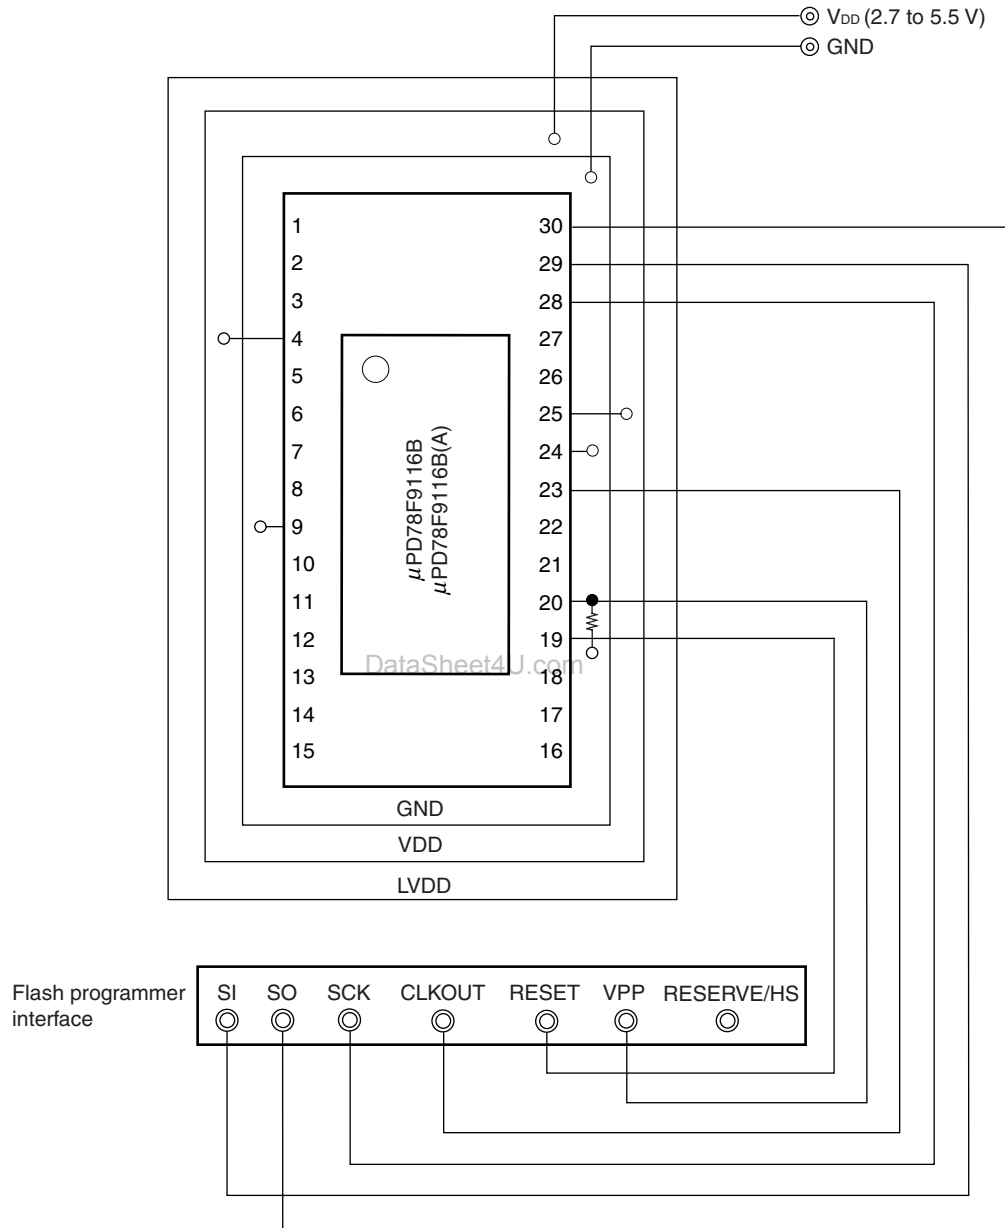 VDD (2.7 to 5.5 V)
GND
1
30
2
29
3
28
4
27
5
26
6
25
7
24
8
23
9
22
10
21
11
20
12
19
13
18
14
17
15
16
μPD78F9116B
μPD78F9116B(A)
DataSheet4U.com
GND
VDD
LVDD
Flash programmer
interface
SI SO SCK CLKOUT RESET VPP RESERVE/HS